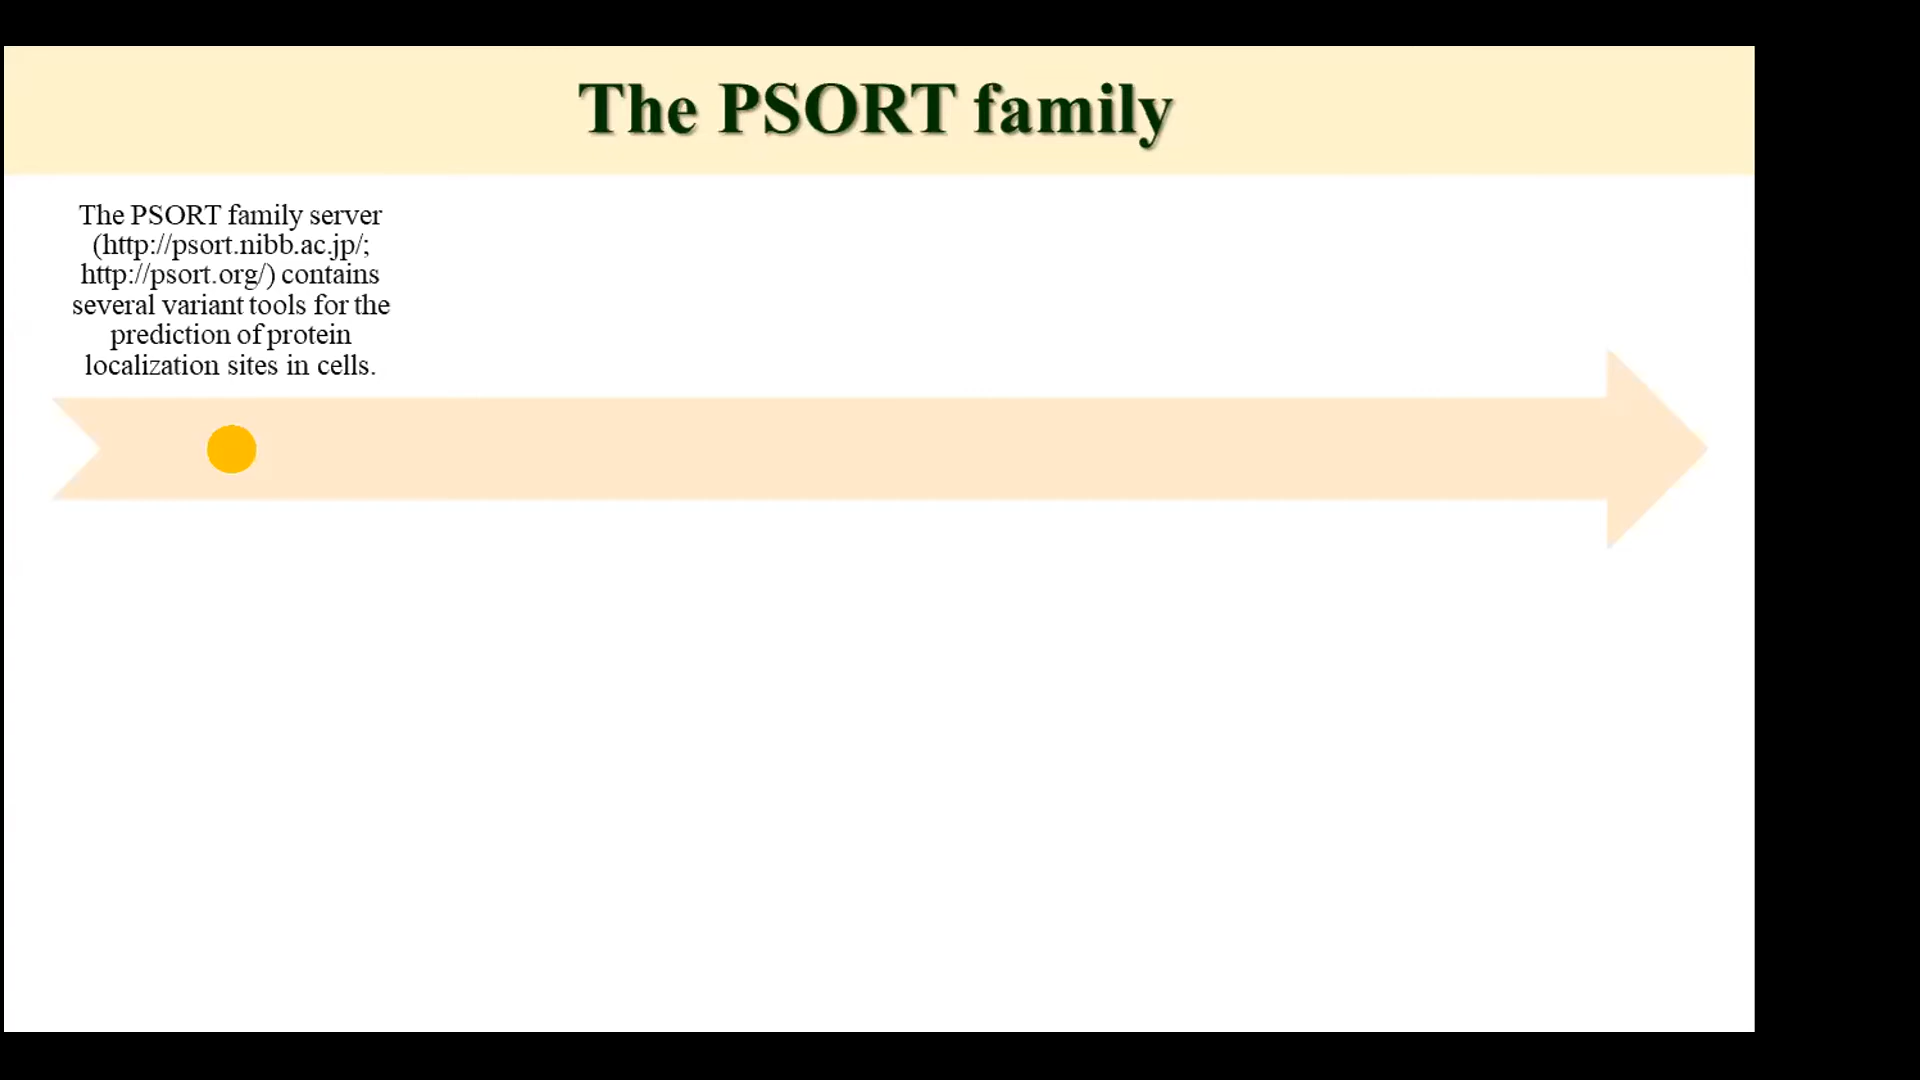 The PSORT family
The PSORT family server
(http://psort.nibb.ac.jp/;
http://psort.org/) contains
several variant tools for the
prediction of protein
localization sites in cells.